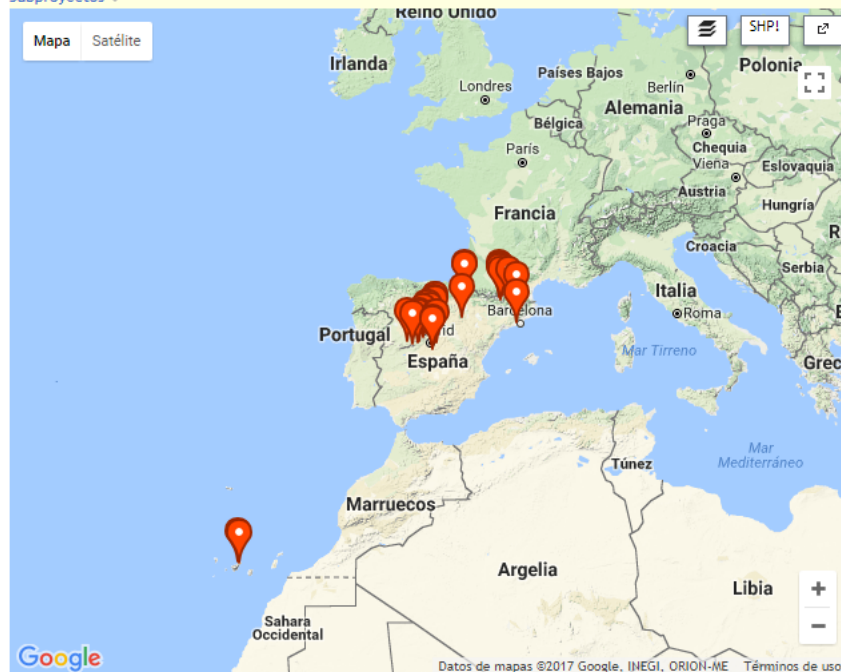 subproyectos
Reino Unido
SHP!
Mapa
Satélite
Irlanda
Polonia
Países Bajos
Berlín
Londres
Alemania
Bélgica
Praga
Chequia
París
Viena
Eslovaquia
Austria
Hungría
Francia
Croacia
Serbia
Italia
Barcelona
Roma
Portugal
España
Mar Tirreno
Grec
Túnez
Mar
Mediterráneo
Marruecos
Argelia
Libia
Sahara
Occidental
Google
Datos de mapas ©2017 Google, INEGI, ORION-ME Términos de uso